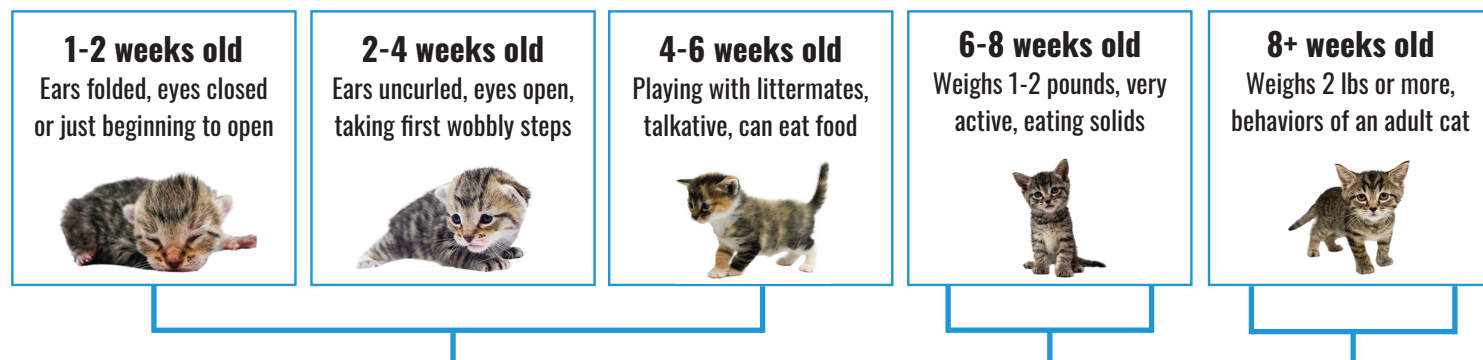 1-2 weeks old
Ears folded, eyes closed
or just beginning to open
2-4 weeks old
Ears uncurled, eyes open,
taking first wobbly steps
4-6 weeks old
Playing with littermates,
talkative, can eat food
6-8 weeks old
Weighs 1-2 pounds, very
active, eating solids
8+ weeks old
Weighs 2 lbs or more,
behaviors of an adult cat